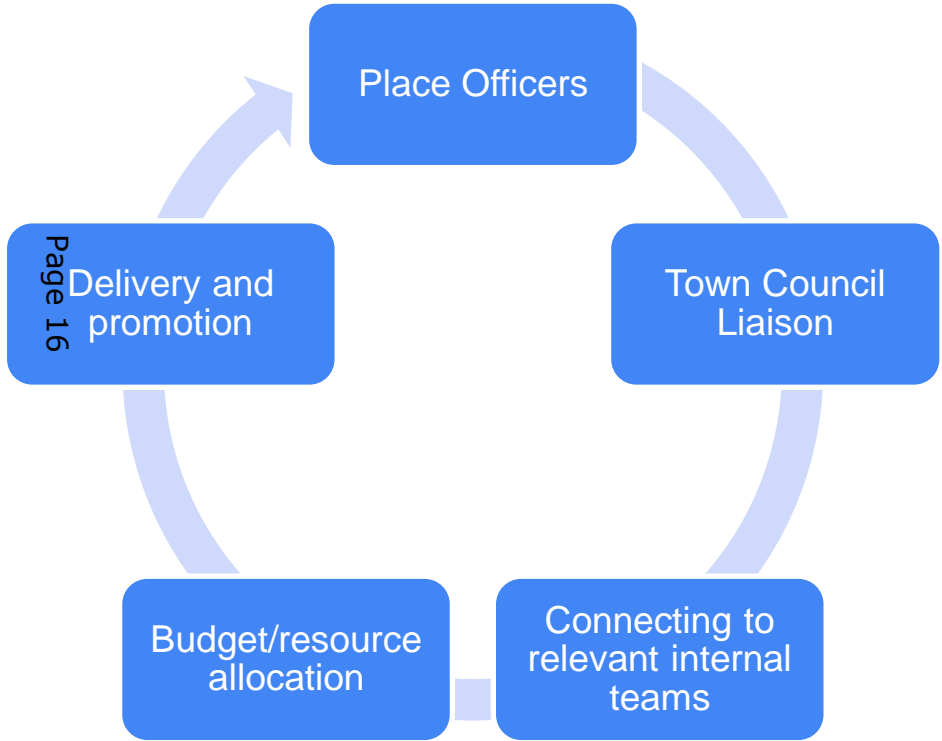 Place Officers
Town Council
Liaison
Connecting to
relevant internal
teams
Budget/resource
allocation
Delivery and
promotion
Page 16